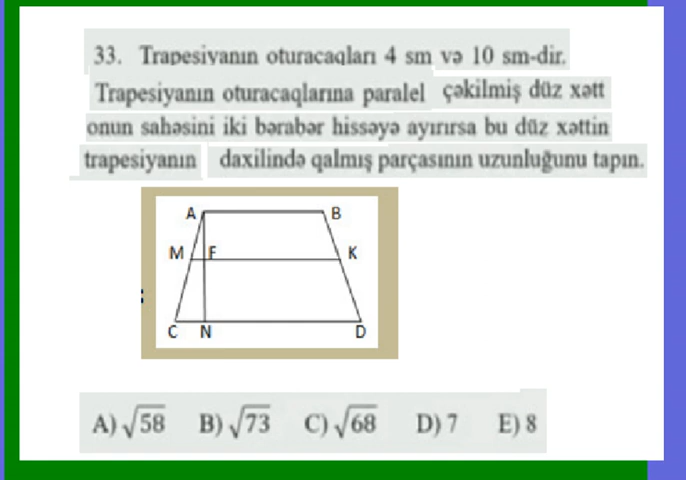 33. Trapesiyanın oturacaqları 4 sm və 10 sm-dir.
Trapesiyanın oturacaqlarına paralel çəkilmiş düz xətt
onun sahəsini iki bərabər hissəyə ayırırsa bu düz xəttin
trapesiyanın daxilində qalmış parçasının uzunluğunu tapın.
A B
M F K
C N D
A) √58 B) √73 C) √68 D) 7 E) 8